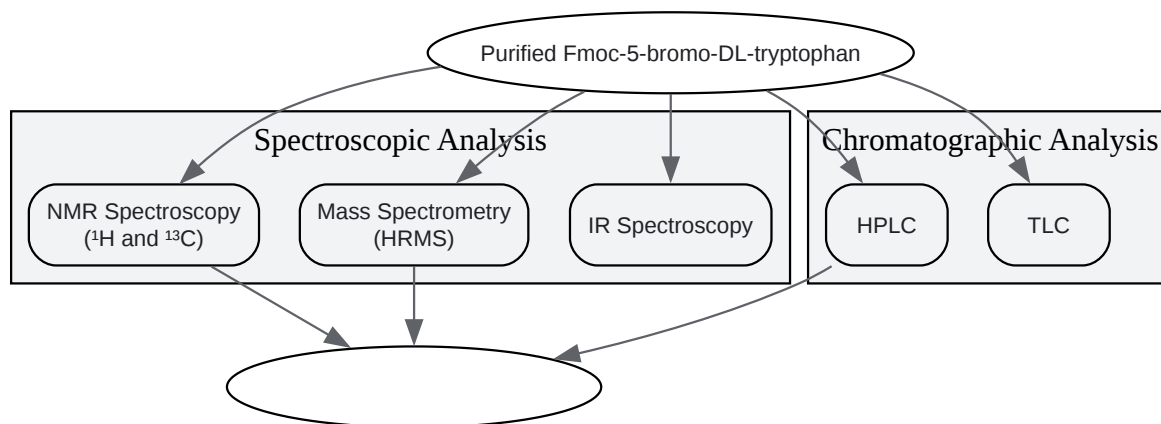 Purified Fmoc-5-bromo-DL-tryptophan
Spectroscopic Analysis
Chromatographic Analysis
NMR Spectroscopy
(¹H and ¹³C)
Mass Spectrometry
(HRMS)
IR Spectroscopy
HPLC
TLC